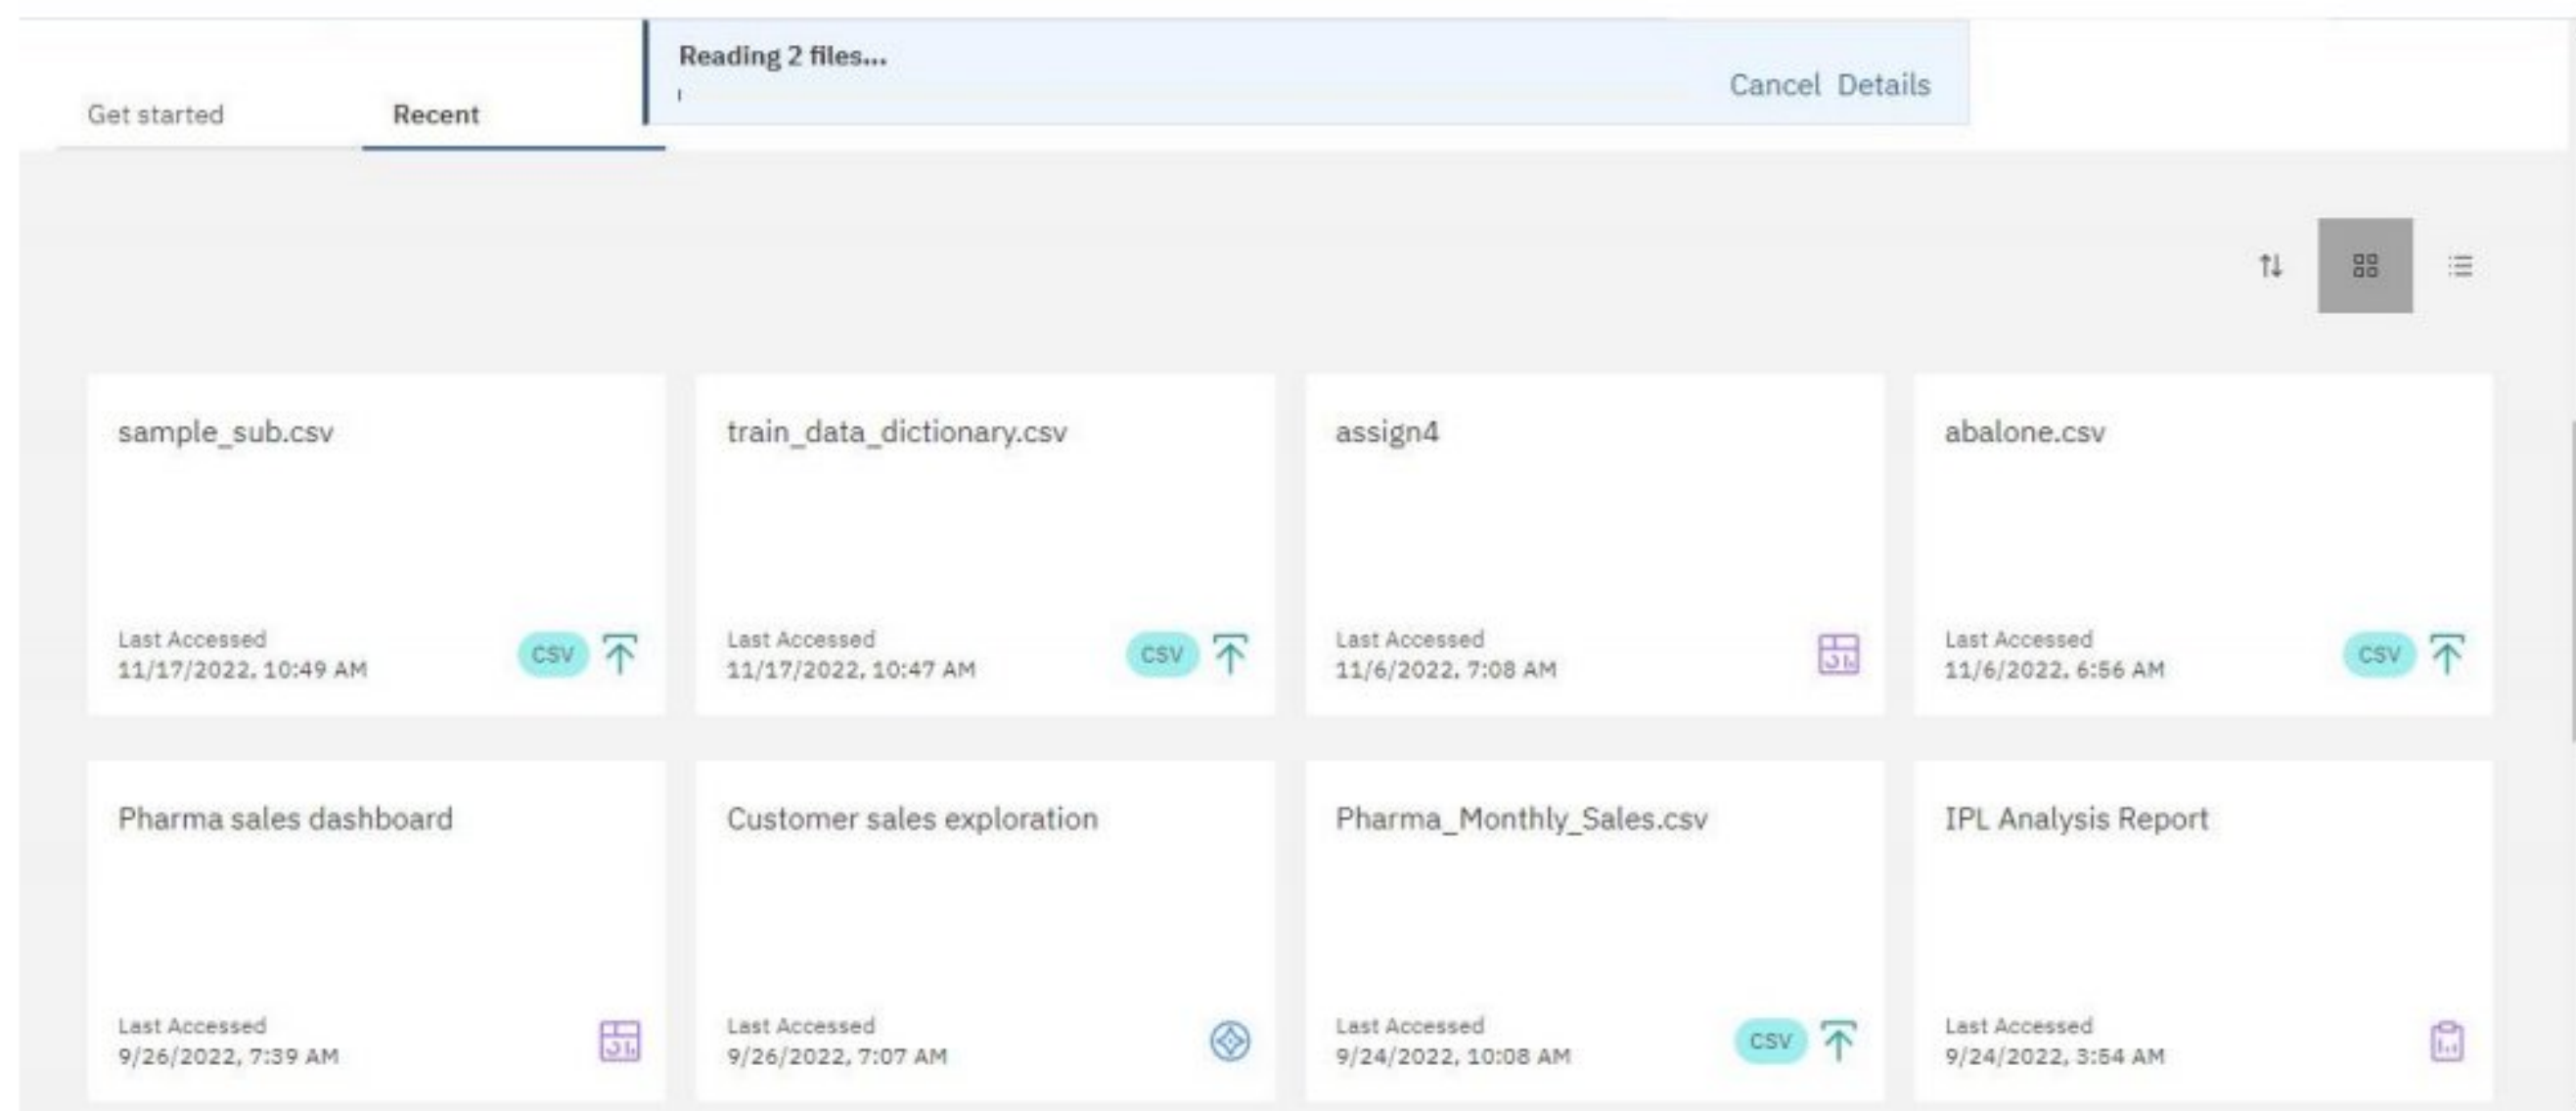 Reading 2 files...
Cancel Details
Get started
Recent
sample_sub.csv
Last Accessed
11/17/2022, 10:49 AM
CSV
train_data_dictionary.csv
Last Accessed
11/17/2022, 10:47 AM
CSV
assign4
Last Accessed
11/6/2022, 7:08 AM
abalone.csv
Last Accessed
11/6/2022, 6:56 AM
CSV
Pharma sales dashboard
Last Accessed
9/26/2022, 7:39 AM
Customer sales exploration
Last Accessed
9/26/2022, 7:07 AM
Pharma_Monthly_Sales.csv
Last Accessed
9/24/2022, 10:08 AM
CSV
IPL Analysis Report
Last Accessed
9/24/2022, 3:54 AM